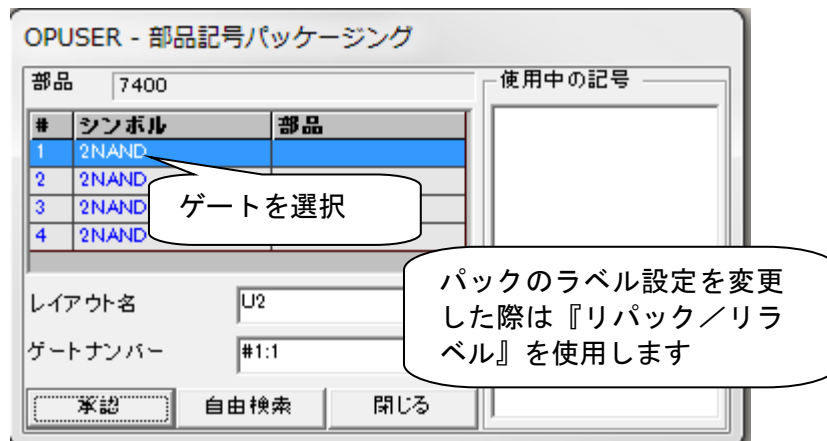 OPUSER - 部品記号パッケージング
部品 7400
使用中の記号
# シンボル 部品
1 2NAND
2 2NAND
3 2NAND
4 2NAND
ゲートを選択
レイアウト名 U2
ゲートナンバー #1:1
パックのラベル設定を変更
した際は『リパック／リラ
ベル』を使用します
承認 自由検索 閉じる